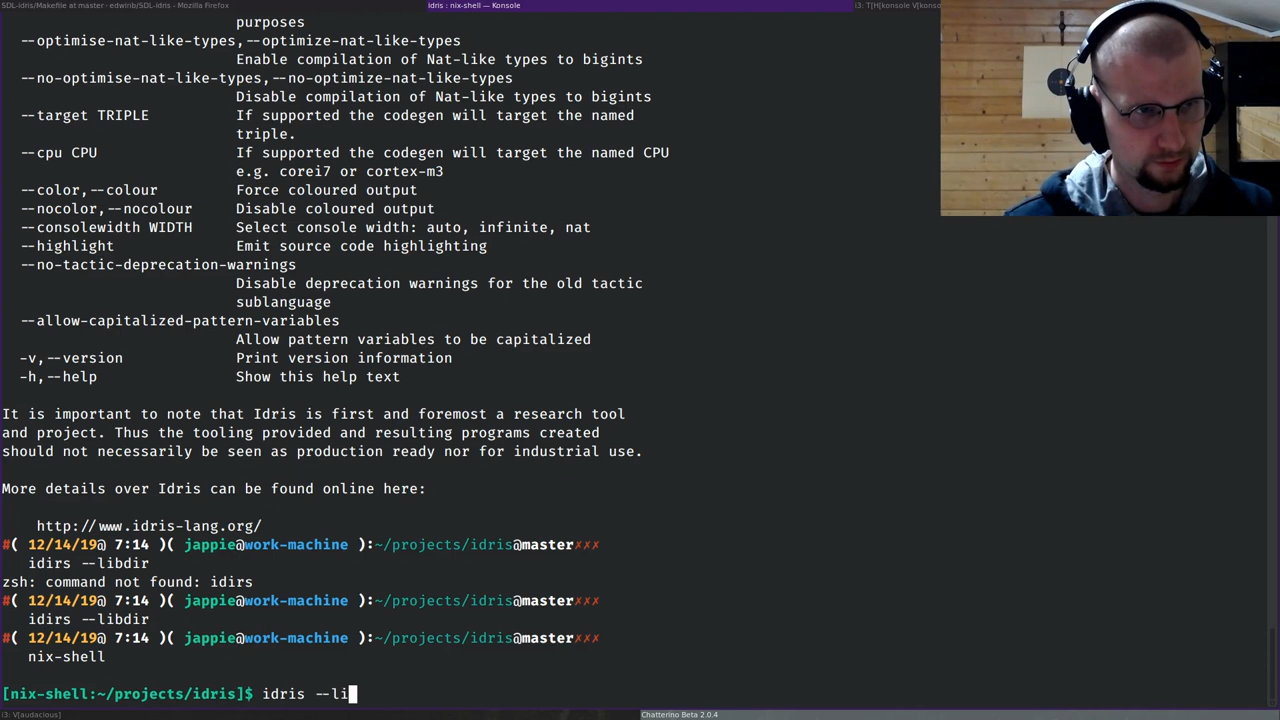 SDL-idris/Makefile at master · edwinb/SDL-idris - Mozilla Firefox
idris : nix-shell — Konsole
i3: T[H[konsole V[konso
purposes
--optimise-nat-like-types,--optimize-nat-like-types
Enable compilation of Nat-like types to bigints
--no-optimise-nat-like-types,--no-optimize-nat-like-types
Disable compilation of Nat-like types to bigints
--target TRIPLE If supported the codegen will target the named
triple.
--cpu CPU If supported the codegen will target the named CPU
e.g. corei7 or cortex-m3
--color,--colour Force coloured output
--nocolor,--nocolour Disable coloured output
--consolewidth WIDTH Select console width: auto, infinite, nat
--highlight Emit source code highlighting
--no-tactic-deprecation-warnings
Disable deprecation warnings for the old tactic
sublanguage
--allow-capitalized-pattern-variables
Allow pattern variables to be capitalized
-v,--version Print version information
-h,--help Show this help text
It is important to note that Idris is first and foremost a research tool
and project. Thus the tooling provided and resulting programs created
should not necessarily be seen as production ready nor for industrial use.
More details over Idris can be found online here:
http://www.idris-lang.org/
#( 12/14/19@ 7:14 )( jappie@work-machine ):~/projects/idris@master✗✗✗
idirs --libdir
zsh: command not found: idirs
#( 12/14/19@ 7:14 )( jappie@work-machine ):~/projects/idris@master✗✗✗
idirs --libdir
#( 12/14/19@ 7:14 )( jappie@work-machine ):~/projects/idris@master✗✗✗
nix-shell
[nix-shell:~/projects/idris]$ idris --li
i3: V[audacious]
Chatterino Beta 2.0.4